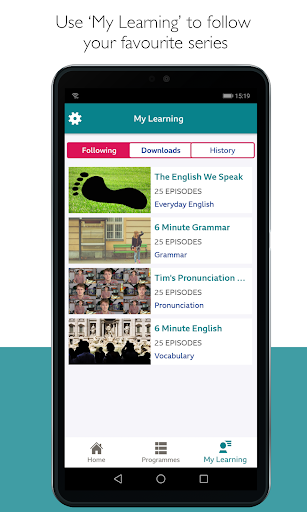 Use ‘My Learning’ to follow
your favourite series
15:19
My Learning
Following Downloads History
The English We Speak
25 EPISODES
Everyday English
6 Minute Grammar
25 EPISODES
Grammar
Tim's Pronunciation ...
25 EPISODES
Pronunciation
6 Minute English
25 EPISODES
Vocabulary
Home Programmes My Learning